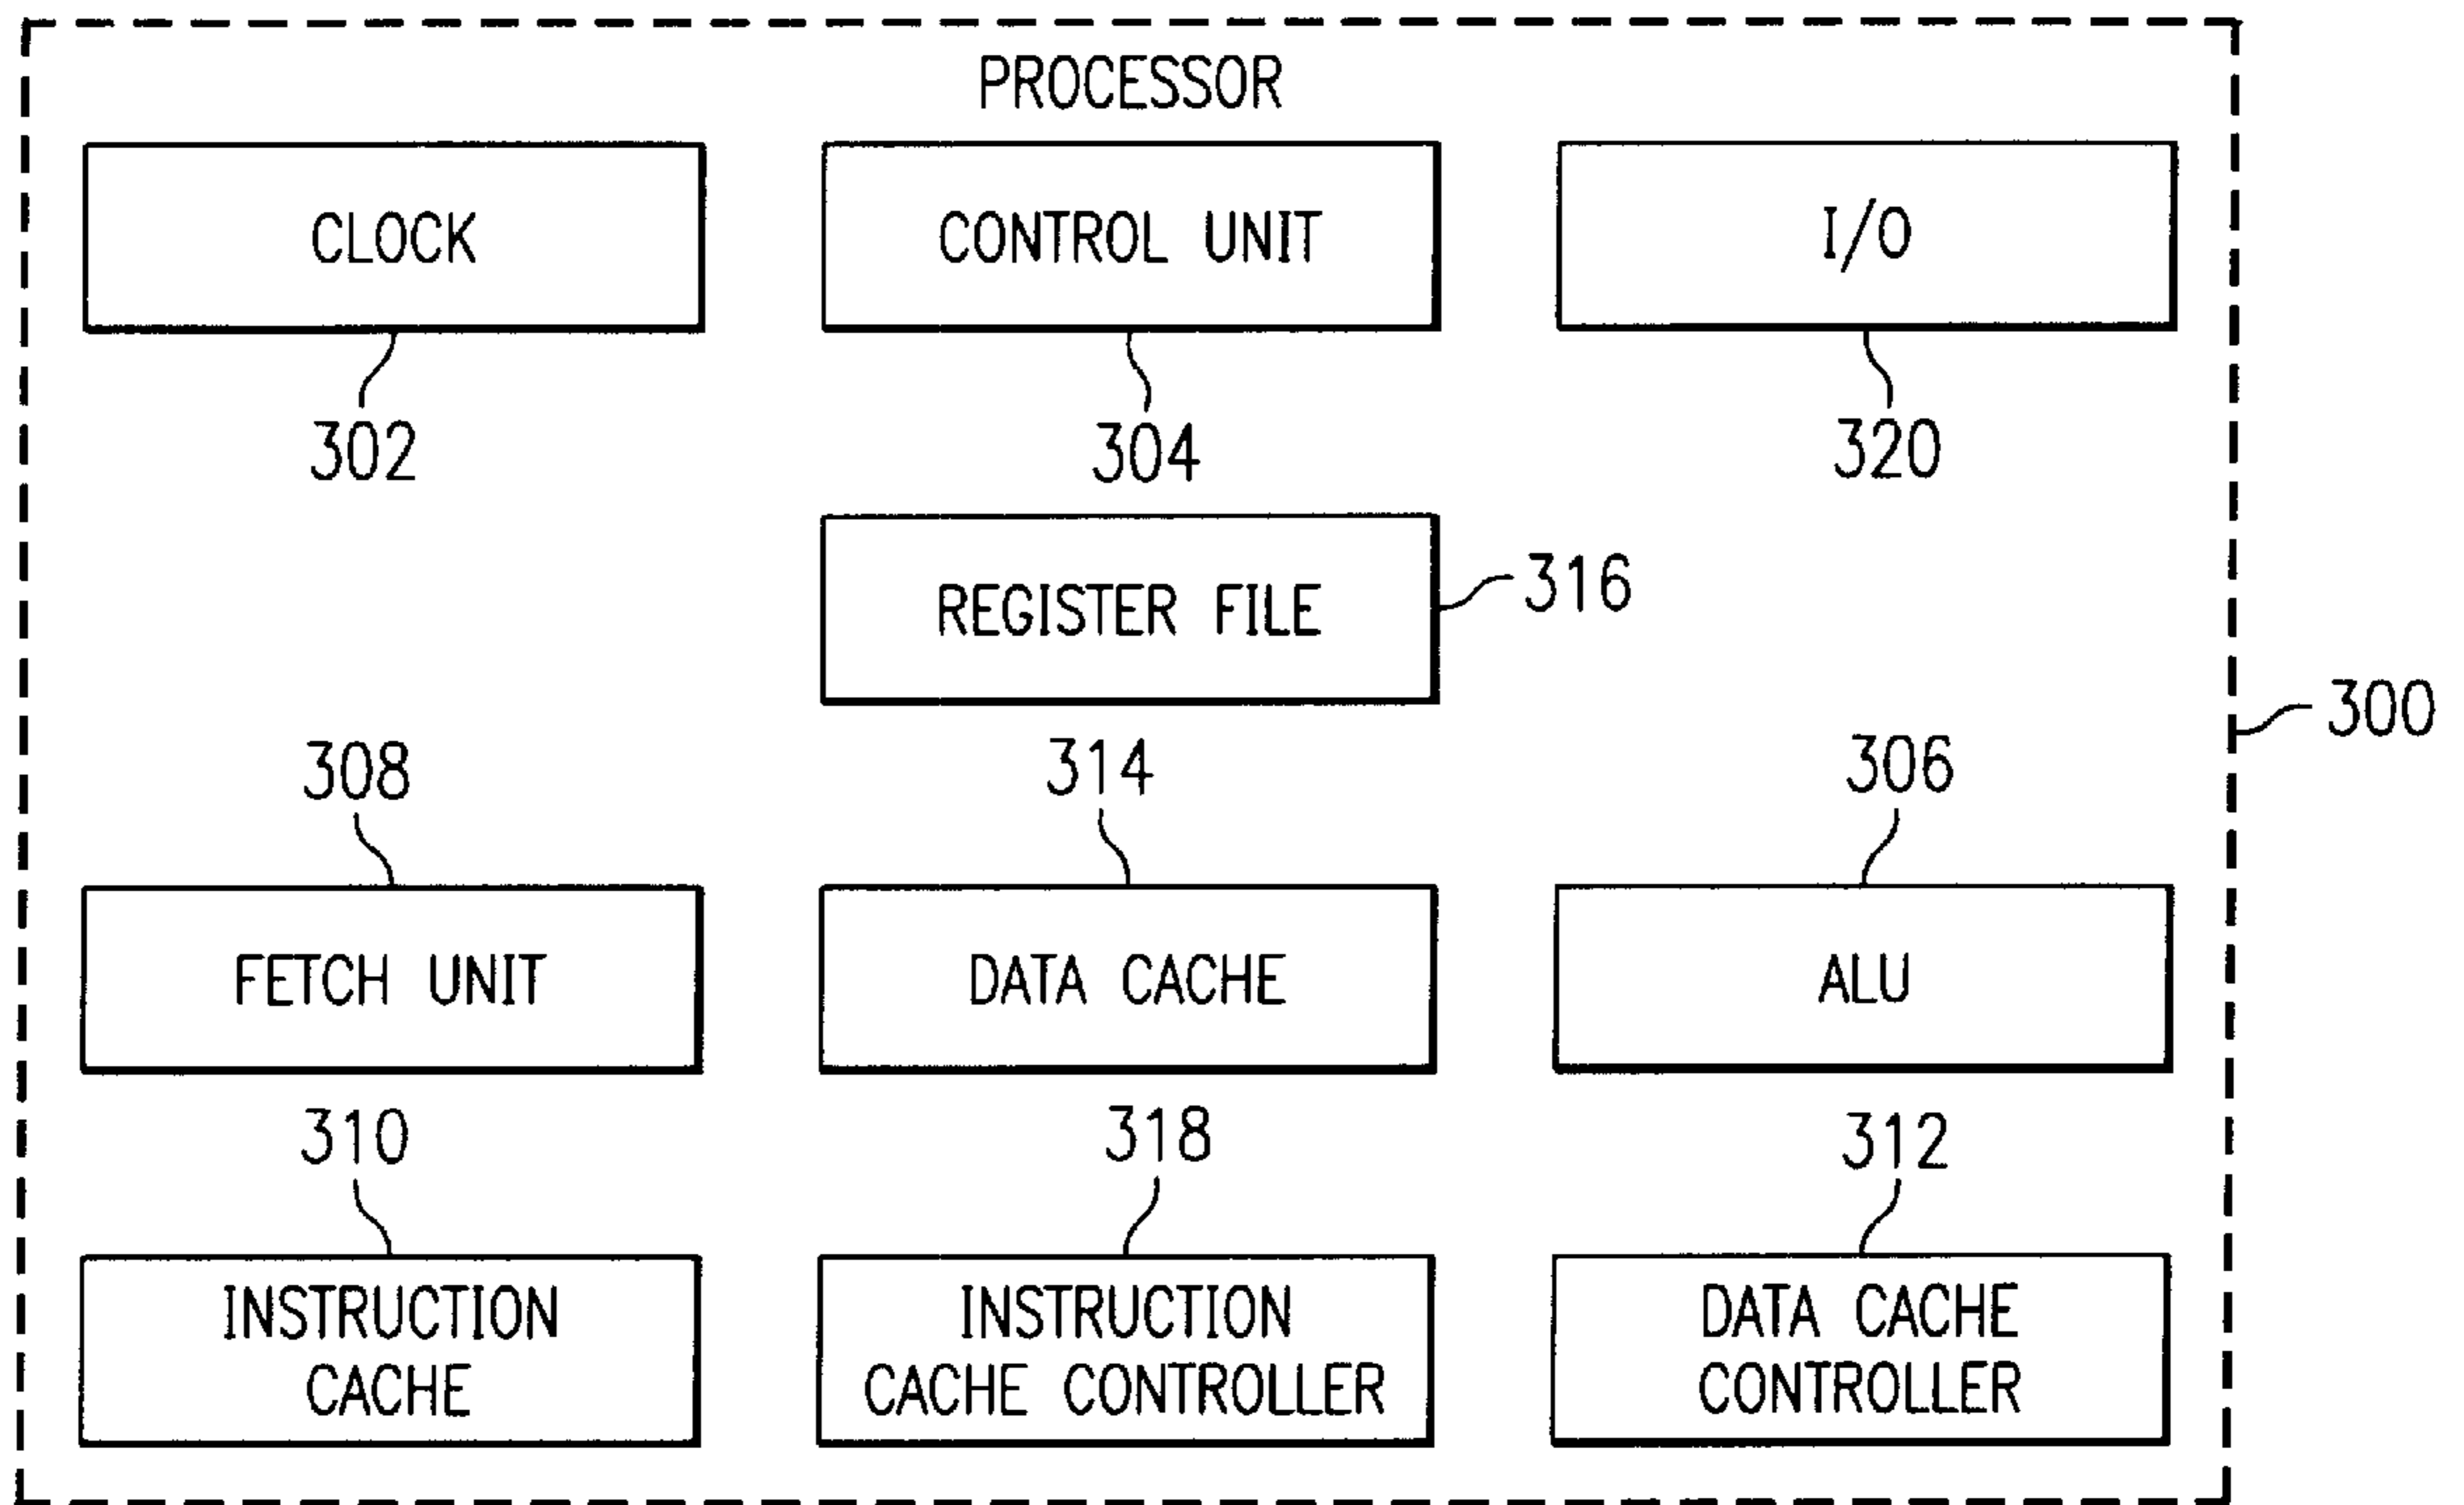 PROCESSOR
CLOCK
CONTROL UNIT
I/O
302
304
320
REGISTER FILE
316
300
308
314
306
FETCH UNIT
DATA CACHE
ALU
310
318
312
INSTRUCTION
CACHE
INSTRUCTION
CACHE CONTROLLER
DATA CACHE
CONTROLLER